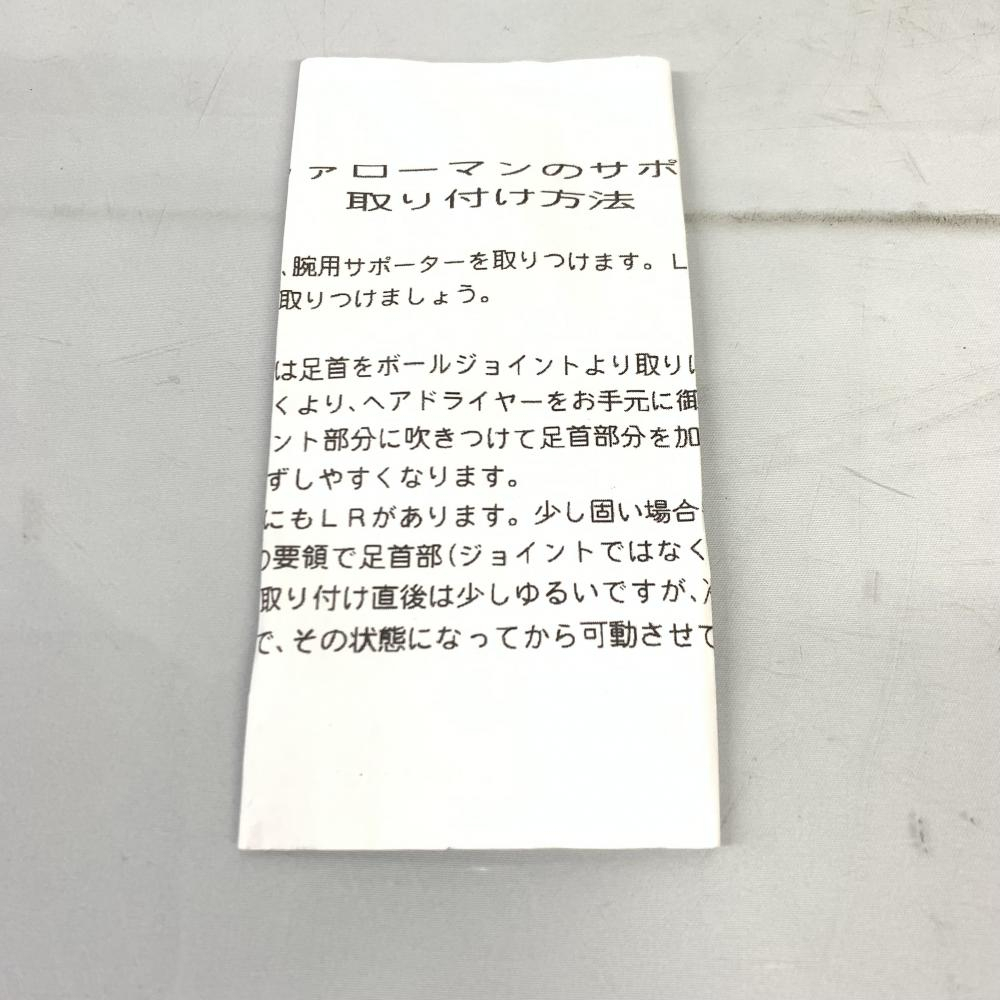 ァローマンのサポ
取り付け方法
、腕用サポーターを取りつけます。L
取りつけましょう。
は足首をボールジョイントより取り
くより、ヘアドライヤーをお手元に御
ント部分に吹きつけて足首部分を加
ずしやすくなります。
にもLRがあります。少し固い場合
の要領で足首部(ジョイントではなく
取り付け直後は少しゆるいですが、
で、その状態になってから可動させて